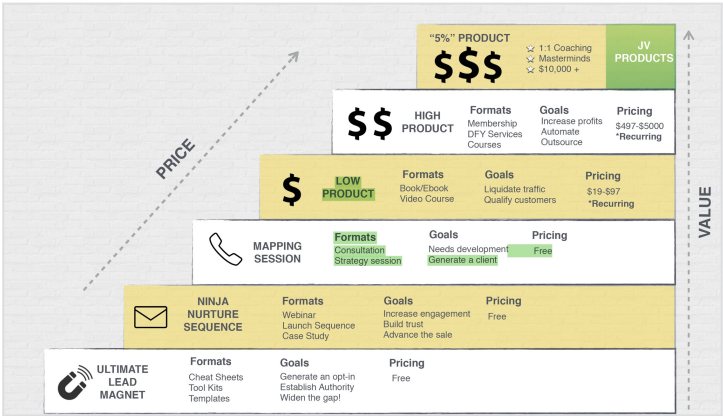 "5%" PRODUCT
$$$
1:1 Coaching
Masterminds
$10,000 +
JV
PRODUCTS
$$
HIGH
PRODUCT
Formats
Membership
DFY Services
Courses
Goals
Increase profits
Automate
Outsource
Pricing
$497-$5000
*Recurring
PRICE
$
LOW
PRODUCT
Formats
Book/Ebook
Video Course
Goals
Liquidate traffic
Qualify customers
Pricing
$19-$97
*Recurring
VALUE
MAPPING
SESSION
Formats
Consultation
Strategy session
Goals
Needs development
Generate a client
Pricing
Free
NINJA
NURTURE
SEQUENCE
Formats
Webinar
Launch Sequence
Case Study
Goals
Increase engagement
Build trust
Advance the sale
Pricing
Free
ULTIMATE
LEAD
MAGNET
Formats
Cheat Sheets
Tool Kits
Templates
Goals
Generate an opt-in
Establish Authority
Widen the gap!
Pricing
Free